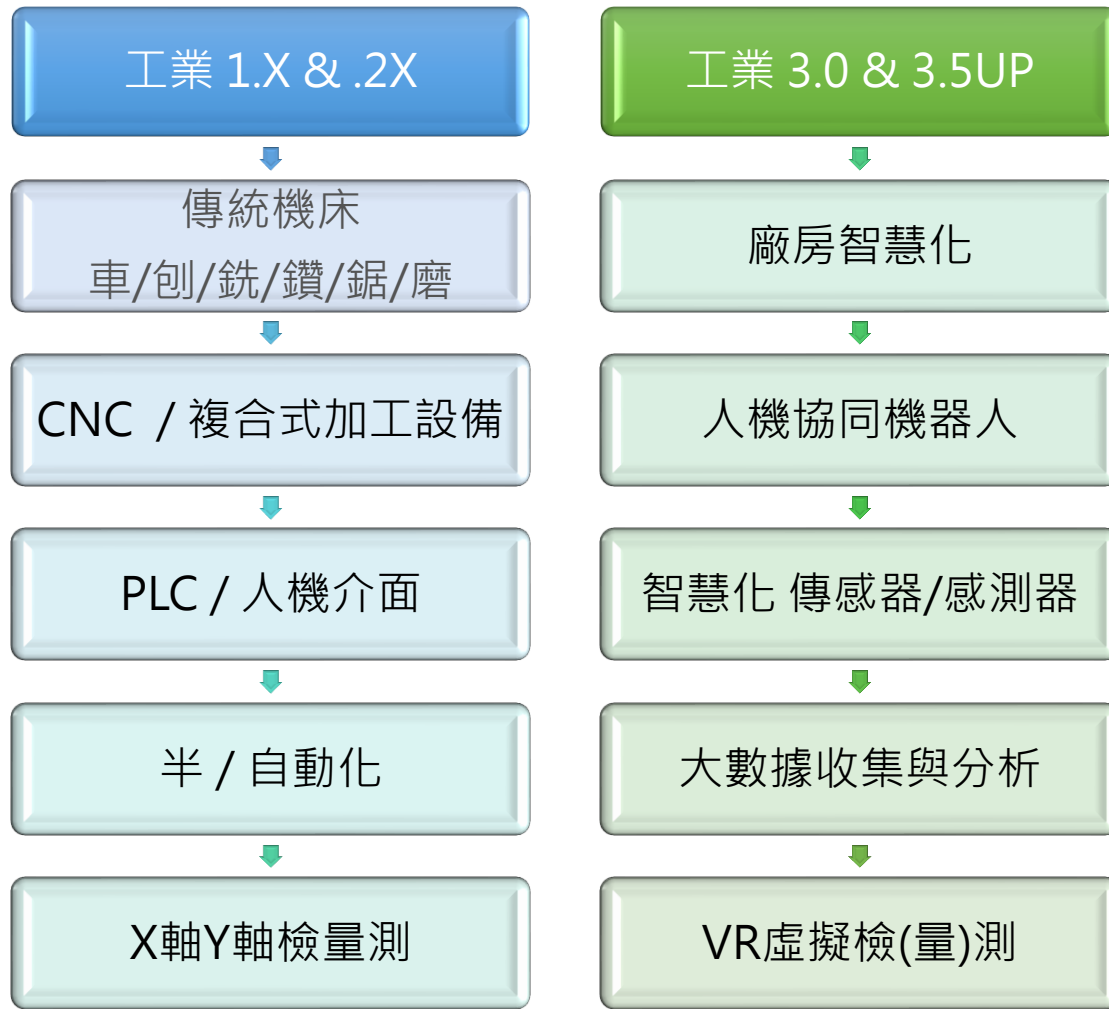 工業 1.X & .2X
傳統機床
車/刨/銑/鑽/鋸/磨
CNC / 複合式加工設備
PLC / 人機介面
半 / 自動化
X軸Y軸檢量測
工業 3.0 & 3.5UP
廠房智慧化
人機協同機器人
智慧化 傳感器/感測器
大數據收集與分析
VR虛擬檢(量)測